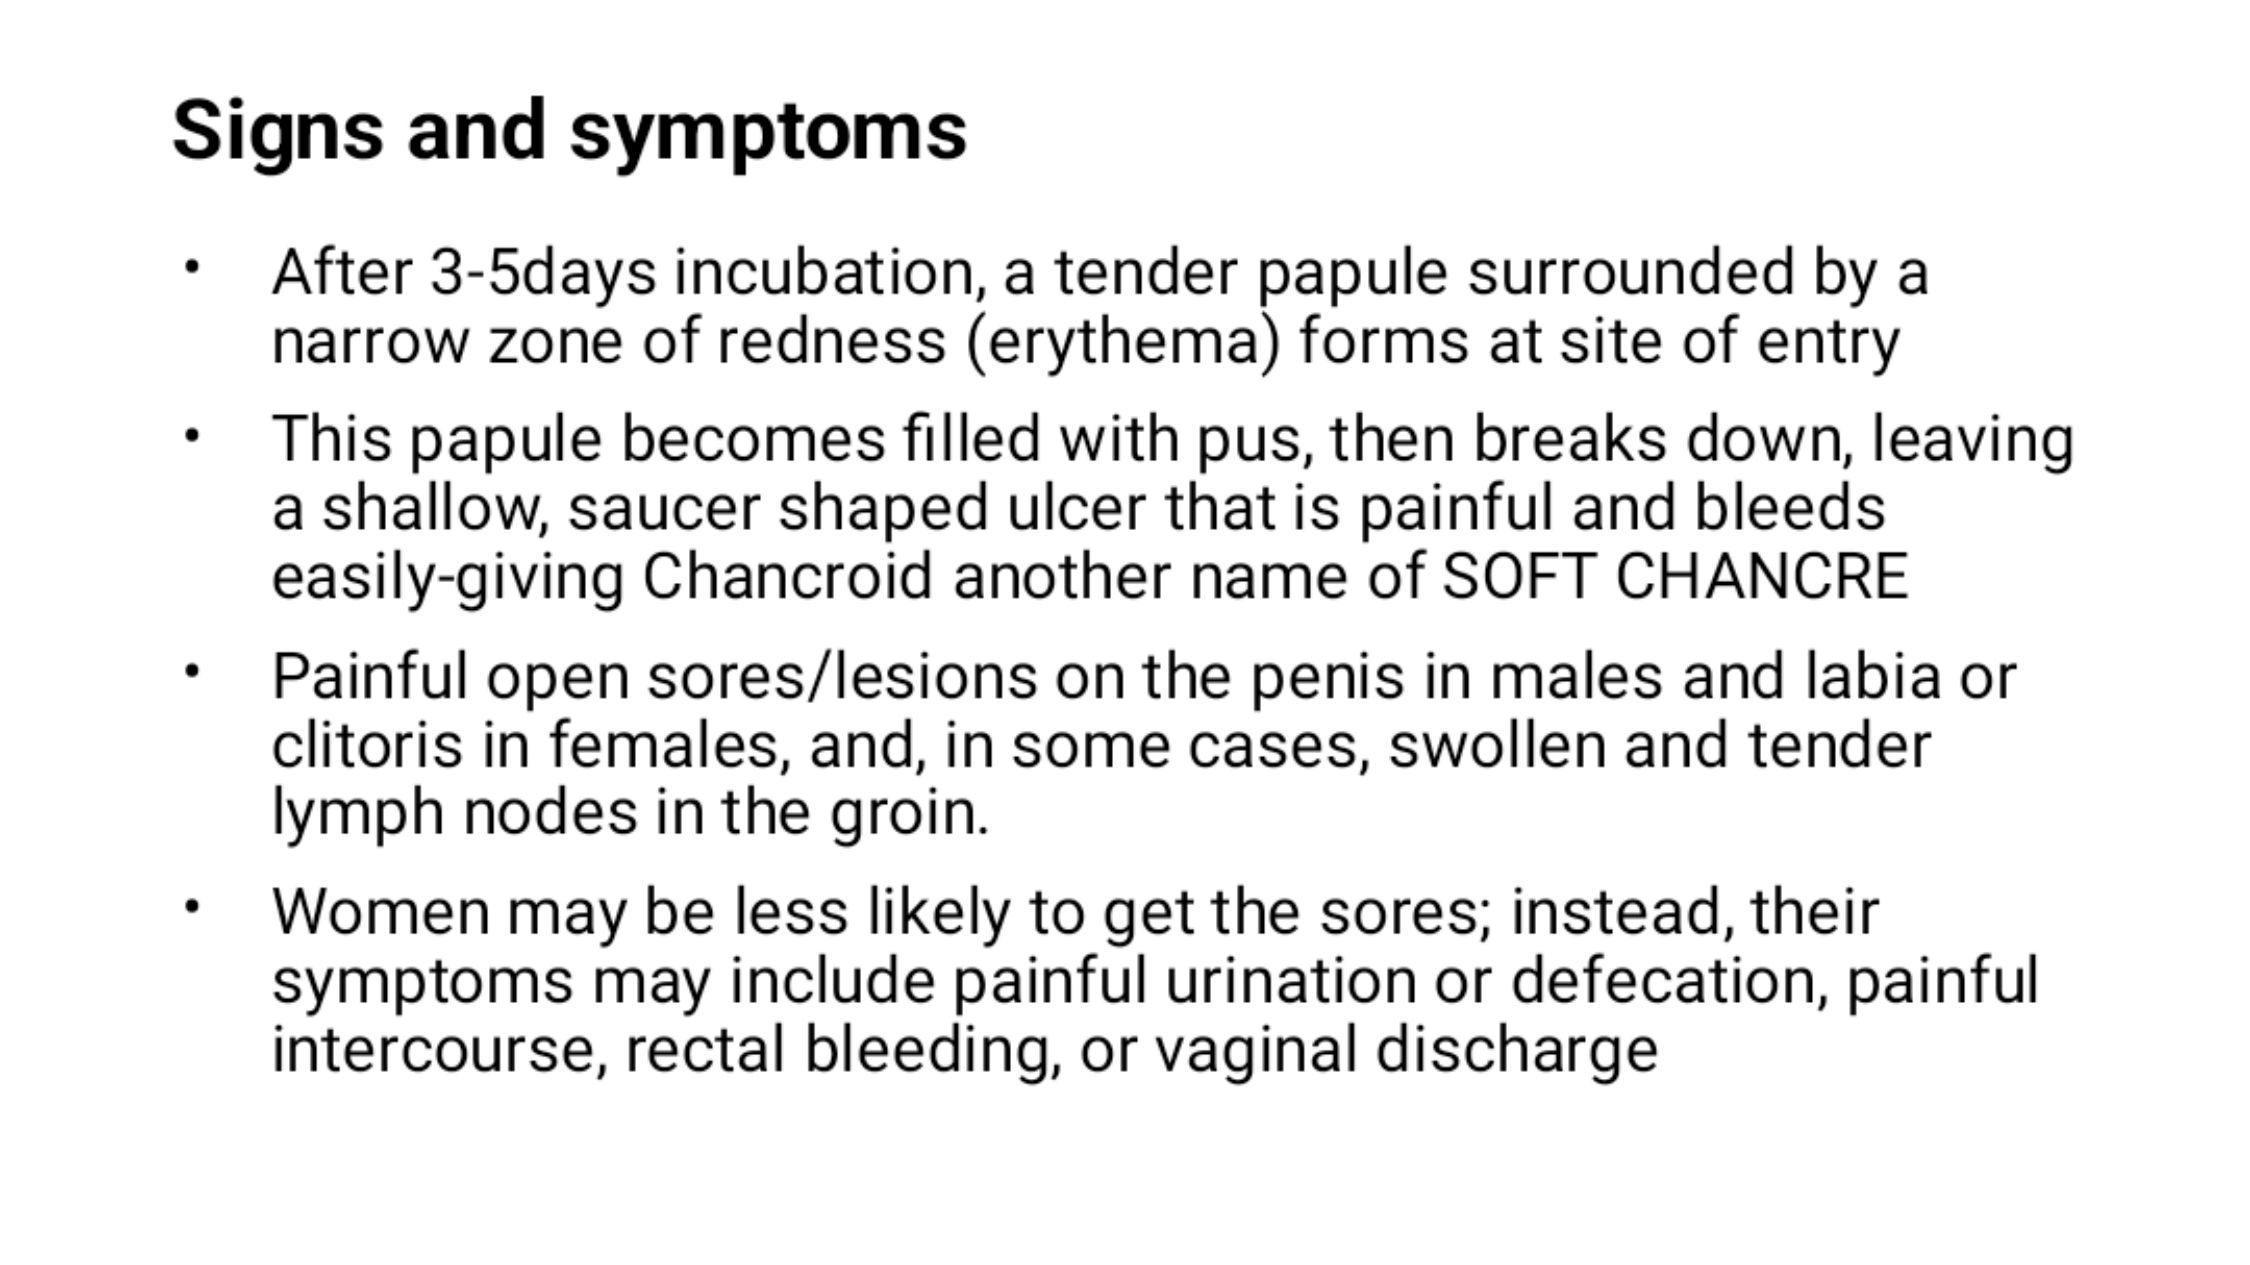 Signs and symptoms
• After 3-5days incubation, a tender papule surrounded by a
narrow zone of redness (erythema) forms at site of entry
• This papule becomes filled with pus, then breaks down, leaving
a shallow, saucer shaped ulcer that is painful and bleeds
easily-giving Chancroid another name of SOFT CHANCRE
• Painful open sores/lesions on the penis in males and labia or
clitoris in females, and, in some cases, swollen and tender
lymph nodes in the groin.
• Women may be less likely to get the sores; instead, their
symptoms may include painful urination or defecation, painful
intercourse, rectal bleeding, or vaginal discharge